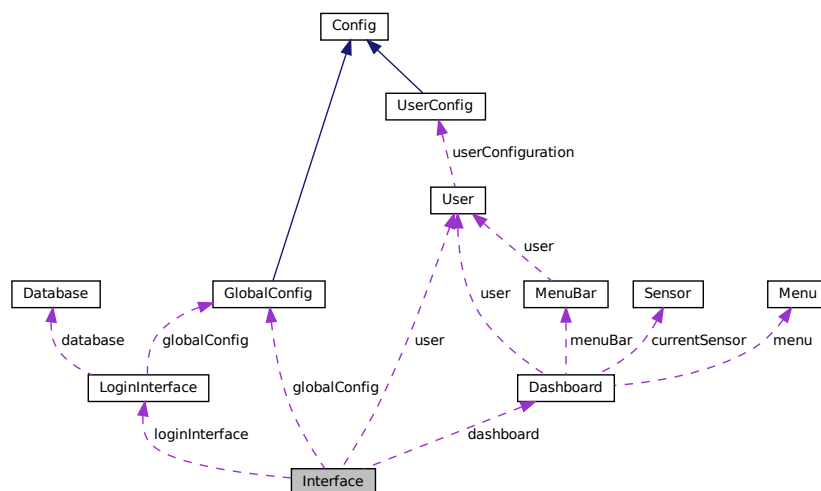 Config
UserConfig
userConfiguration
User
user
Database
GlobalConfig
user
MenuBar
Sensor
Menu
database
globalConfig
user
menuBar
currentSensor
menu
LoginInterface
globalConfig
Dashboard
loginInterface
dashboard
Interface